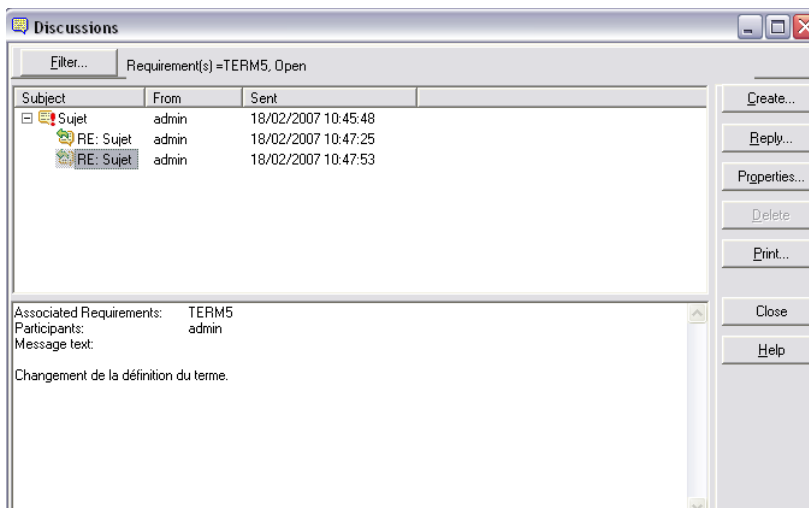 Discussions
Filter... Requirement(s) =TERM5, Open
Subject From Sent
Sujet admin 18/02/2007 10:45:48
RE: Sujet admin 18/02/2007 10:47:25
RE: Sujet admin 18/02/2007 10:47:53
Create...
Reply...
Properties...
Delete
Print...
Close
Help
Associated Requirements: TERM5
Participants: admin
Message text:
Changement de la définition du terme.